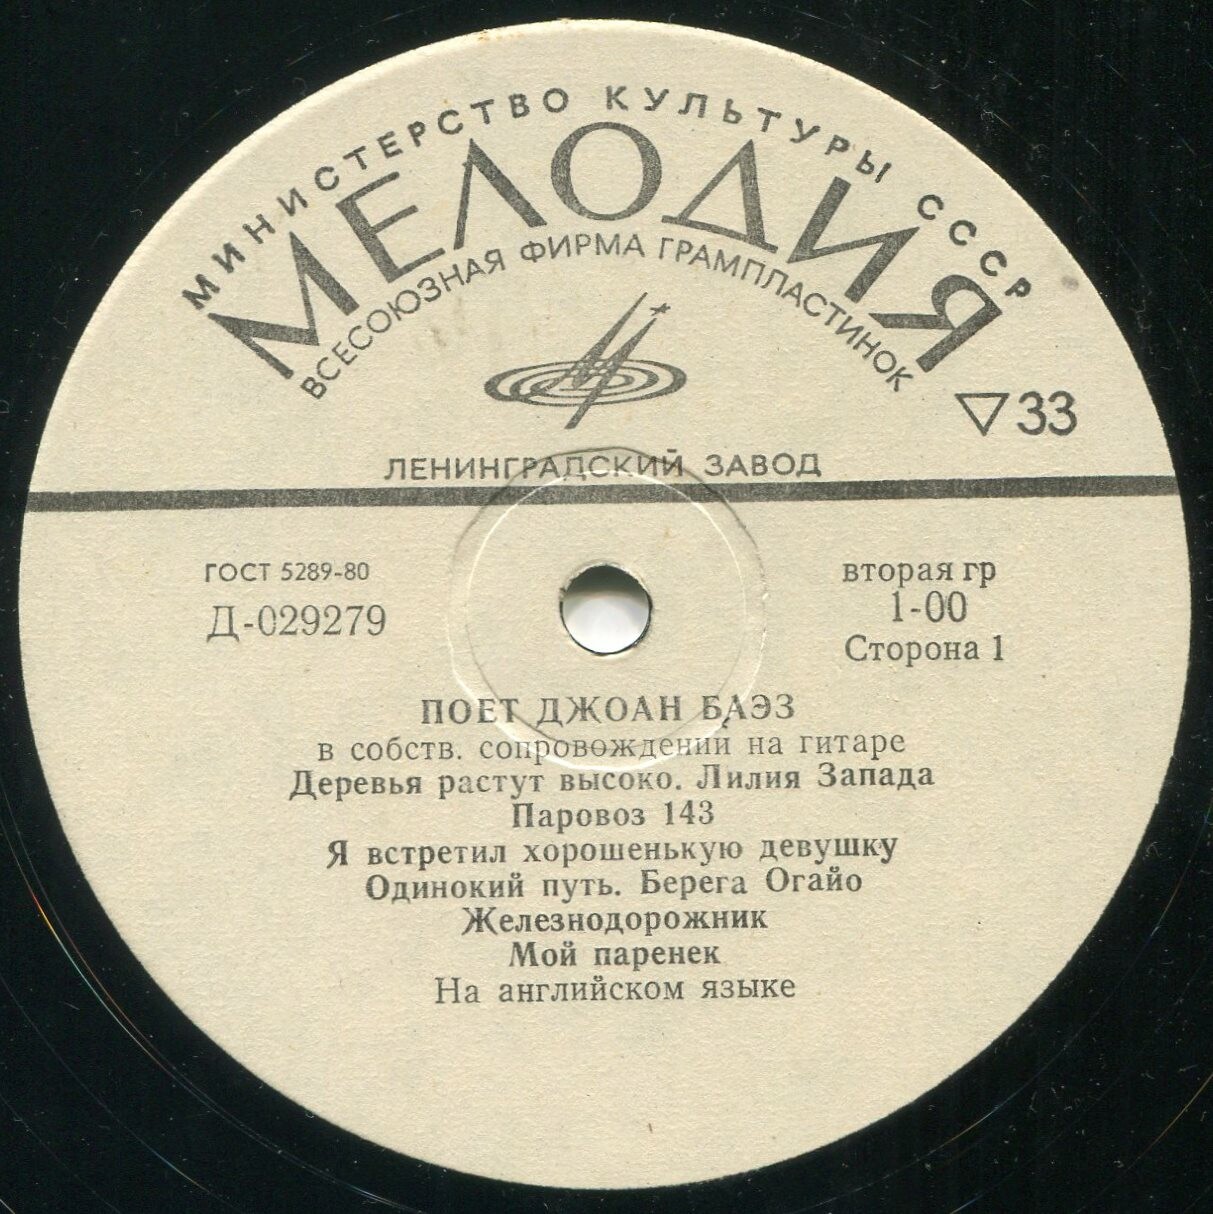 МИНИСТЕРСТВО КУЛЬТУРЫ СССР
МЕЛОДИЯ
ВСЕСОЮЗНАЯ ФИРМА ГРАМПЛАСТИНОК
33
ЛЕНИНГРАДСКИЙ ЗАВОД
ГОСТ 5289-80
Д-029279
вторая гр
1-00
Сторона 1
ПОЕТ ДЖОАН БАЭЗ
в собств. сопровождении на гитаре
Деревья растут высоко. Лилия Запада
Паровоз 143
Я встретил хорошенькую девушку
Одинокий путь. Берега Огайо
Железнодорожник
Мой паренек
На английском языке